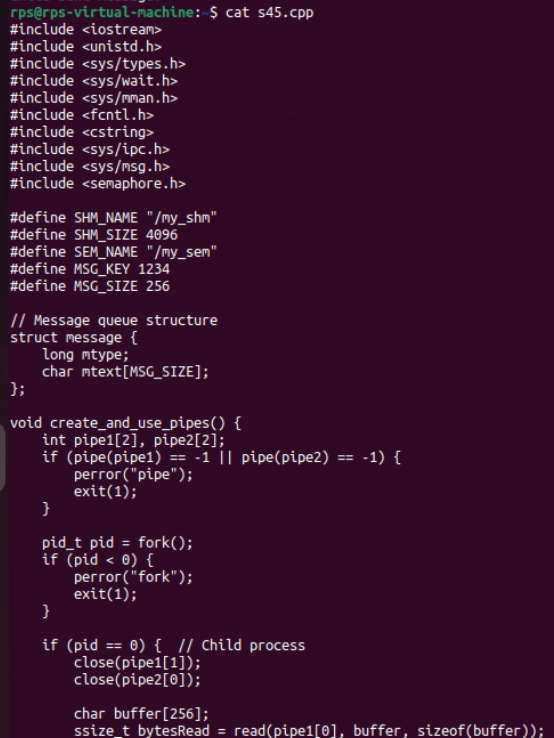 rps@rps-virtual-machine:~$ cat s45.cpp
#include <iostream>
#include <unistd.h>
#include <sys/types.h>
#include <sys/wait.h>
#include <sys/mman.h>
#include <fcntl.h>
#include <cstring>
#include <sys/ipc.h>
#include <sys/msg.h>
#include <semaphore.h>

#define SHM_NAME "/my_shm"
#define SHM_SIZE 4096
#define SEM_NAME "/my_sem"
#define MSG_KEY 1234
#define MSG_SIZE 256

// Message queue structure
struct message {
    long mtype;
    char mtext[MSG_SIZE];
};

void create_and_use_pipes() {
    int pipe1[2], pipe2[2];
    if (pipe(pipe1) == -1 || pipe(pipe2) == -1) {
        perror("pipe");
        exit(1);
    }

    pid_t pid = fork();
    if (pid < 0) {
        perror("fork");
        exit(1);
    }

    if (pid == 0) {  // Child process
        close(pipe1[1]);
        close(pipe2[0]);

        char buffer[256];
        ssize_t bytesRead = read(pipe1[0], buffer, sizeof(buffer));